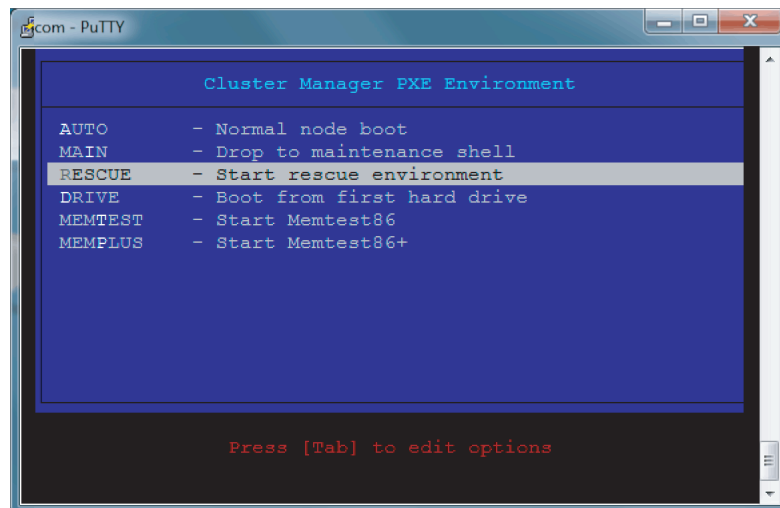 com - PuTTY
Cluster Manager PXE Environment
AUTO - Normal node boot
MAIN - Drop to maintenance shell
RESCUE - Start rescue environment
DRIVE - Boot from first hard drive
MEMTEST - Start Memtest86
MEMPLUS - Start Memtest86+
Press [Tab] to edit options